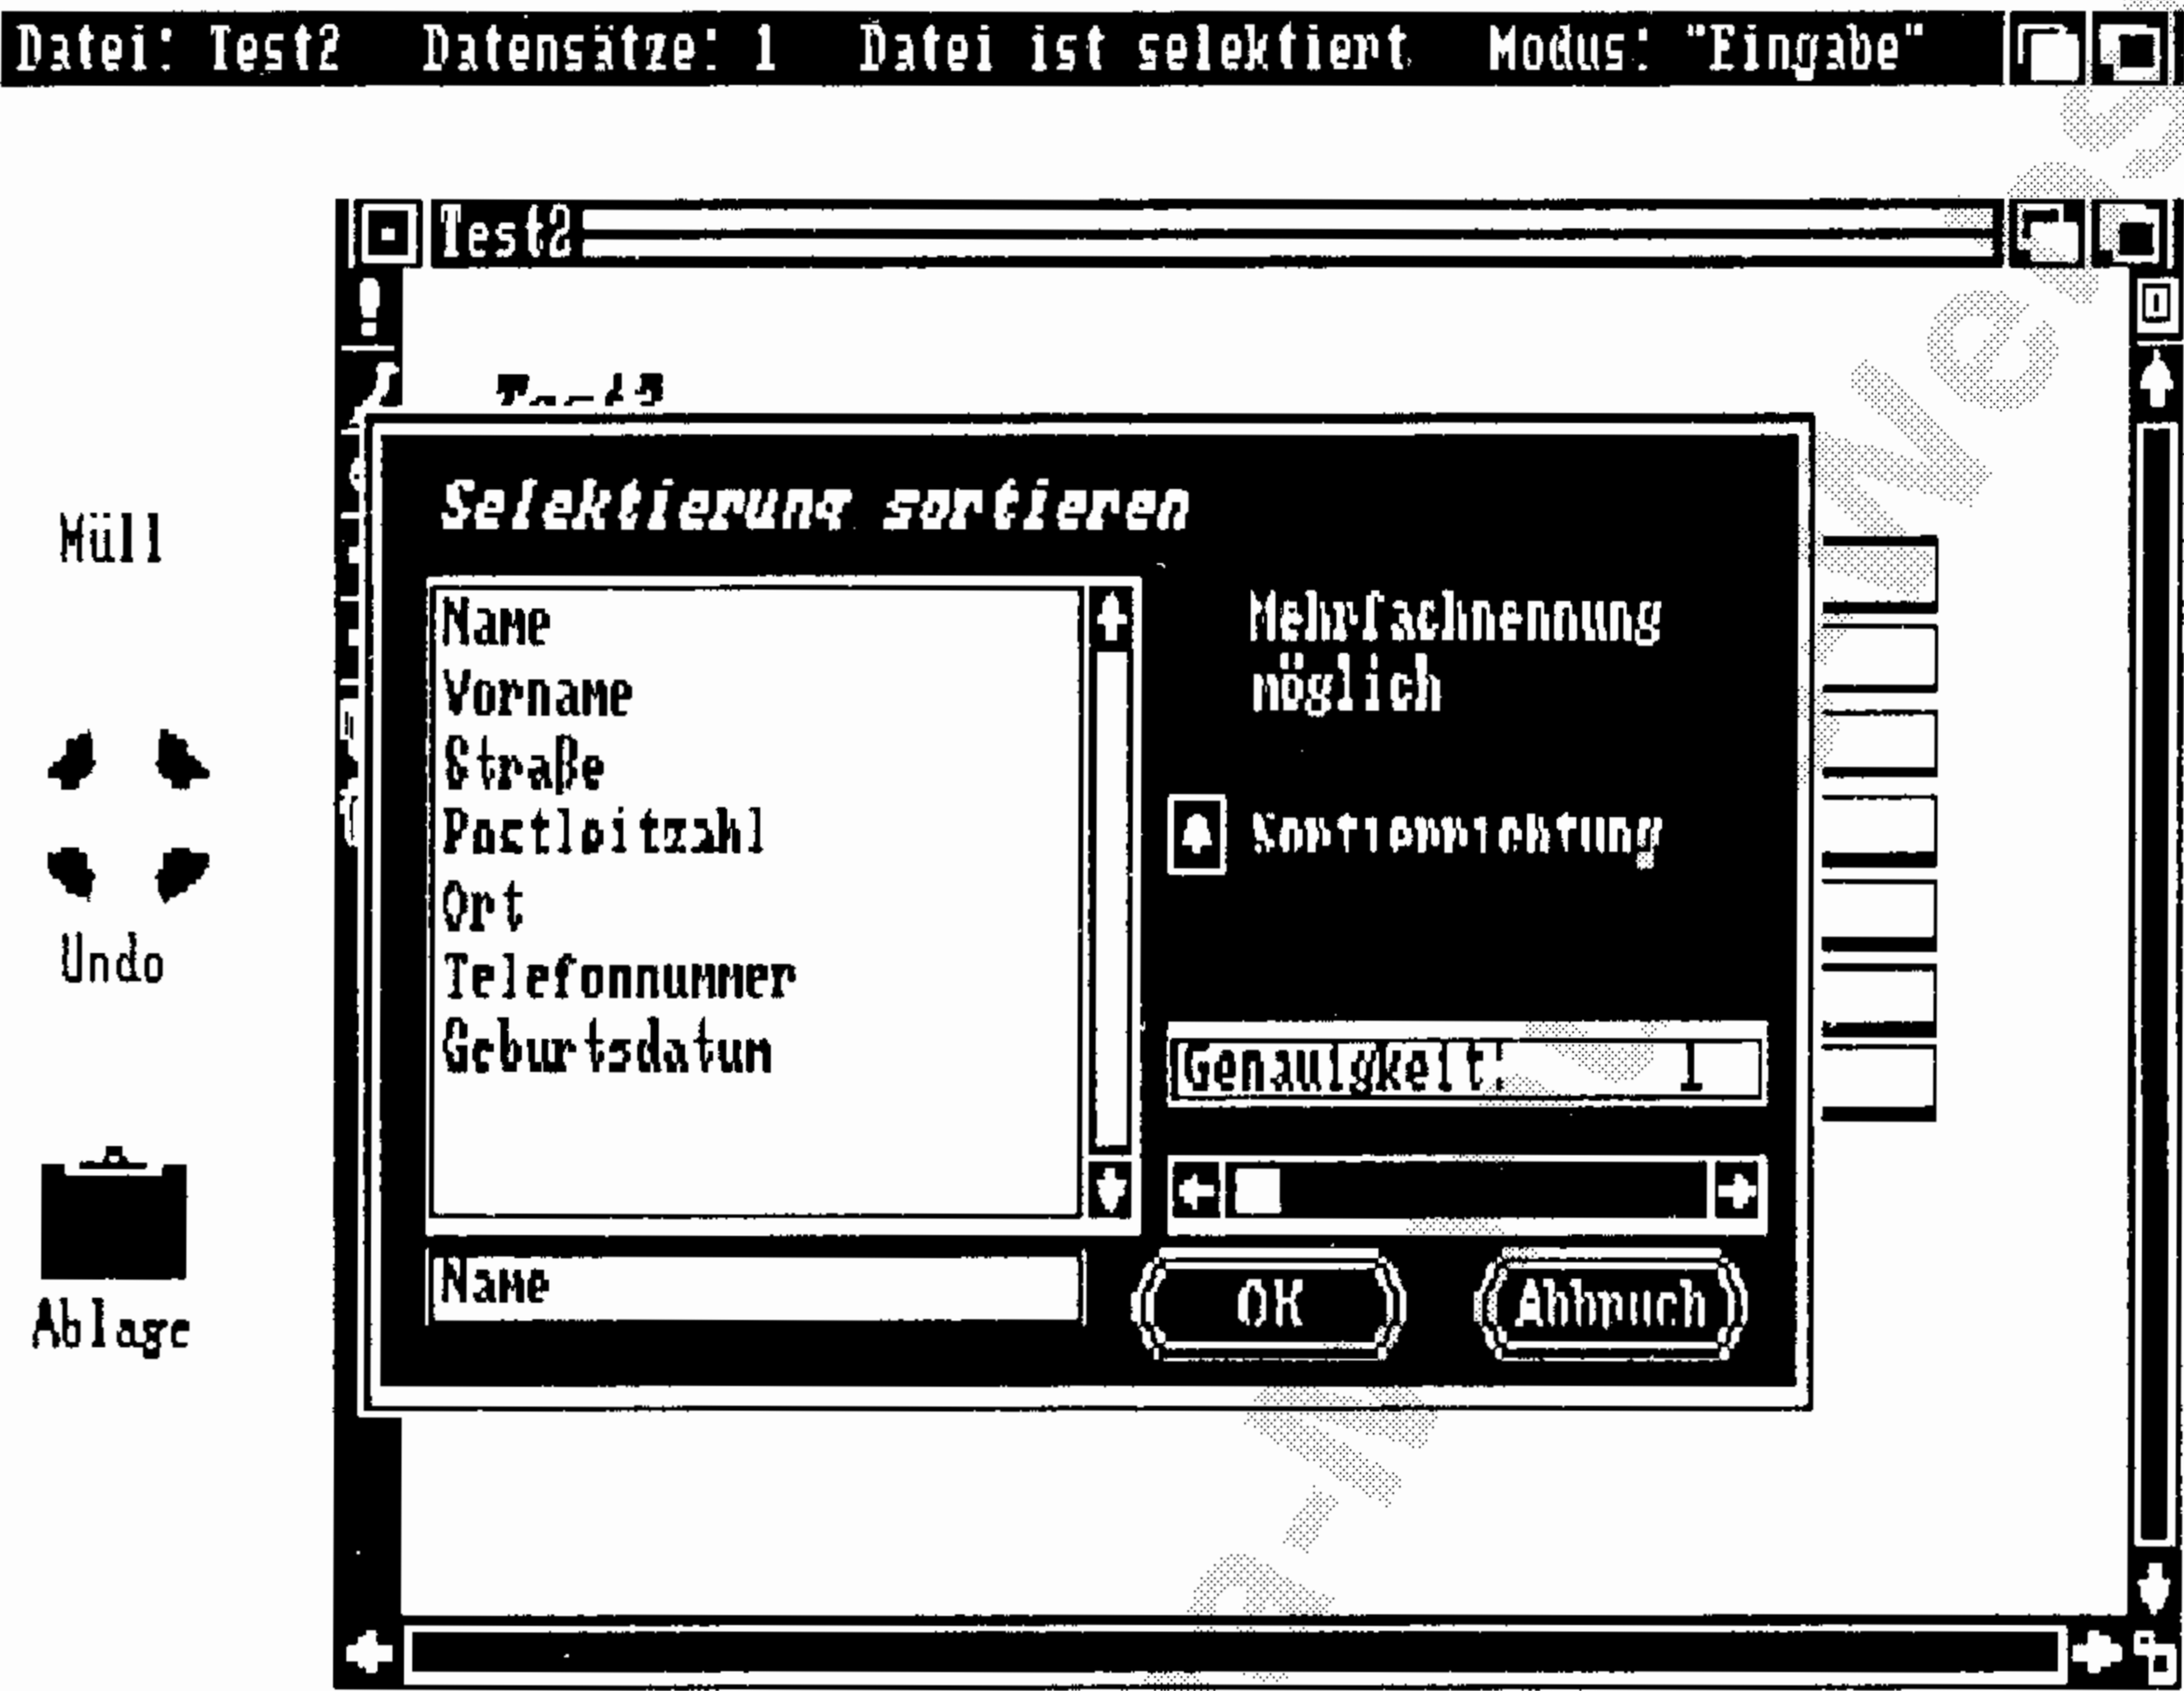 Datei: Test2 Datensätze: 1 Datei ist selektiert Modus: "Eingabe"
Test2
Test2
Selektierung sortieren
Müll
Name
Vorname
Straße
Postleitzahl
Ort
Telefonnummer
Geburtsdatum
Mehrfachnennung
möglich
Sortierrichtung
Undo
Genauigkeit: 1
Name
OK
Abbruch
Ablage